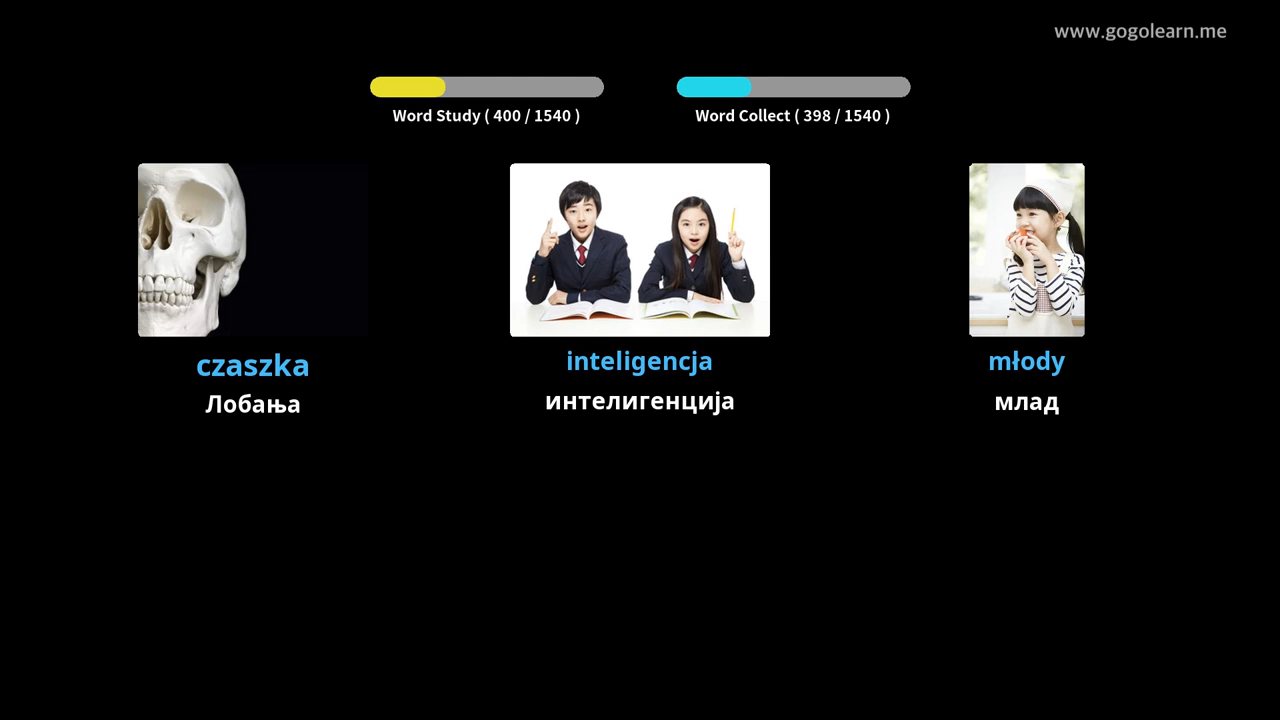 www.gogolearn.me
Word Study ( 400 / 1540 )
Word Collect ( 398 / 1540 )
czaszka
Лобања
inteligencja
интелигенција
młody
млад